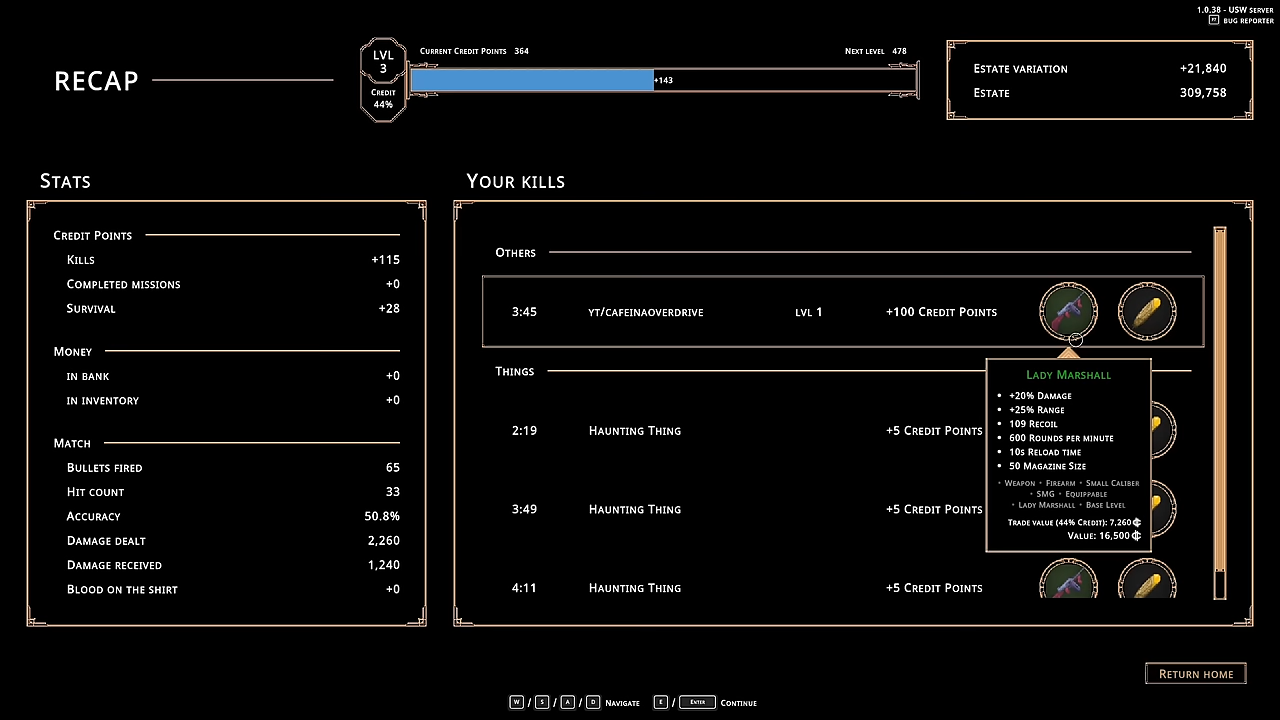 1.0.38 - USW server
F7 Bug reporter
RECAP
LVL 3
Credit 44%
Current Credit Points 364
Next level 478
+143
Estate variation +21,840
Estate 309,758
Stats
Credit Points
Kills +115
Completed missions +0
Survival +28
Money
in bank +0
in inventory +0
Match
Bullets fired 65
Hit count 33
Accuracy 50.8%
Damage dealt 2,260
Damage received 1,240
Blood on the shirt +0
Your kills
Others
3:45 yt/cafeinaoverdrive lvl 1 +100 Credit Points
Things
2:19 Haunting Thing +5 Credit Points
3:49 Haunting Thing +5 Credit Points
4:11 Haunting Thing +5 Credit Points
Lady Marshall
• +20% Damage
• +25% Range
• 109 Recoil
• 600 Rounds per minute
• 10s Reload time
• 50 Magazine Size
• Weapon • Firearm • Small Caliber
• SMG • Equippable
• Lady Marshall • Base Level
Trade value (44% Credit): 7,260
Value: 16,500
Return home
W / S / A / D Navigate E / Enter Continue